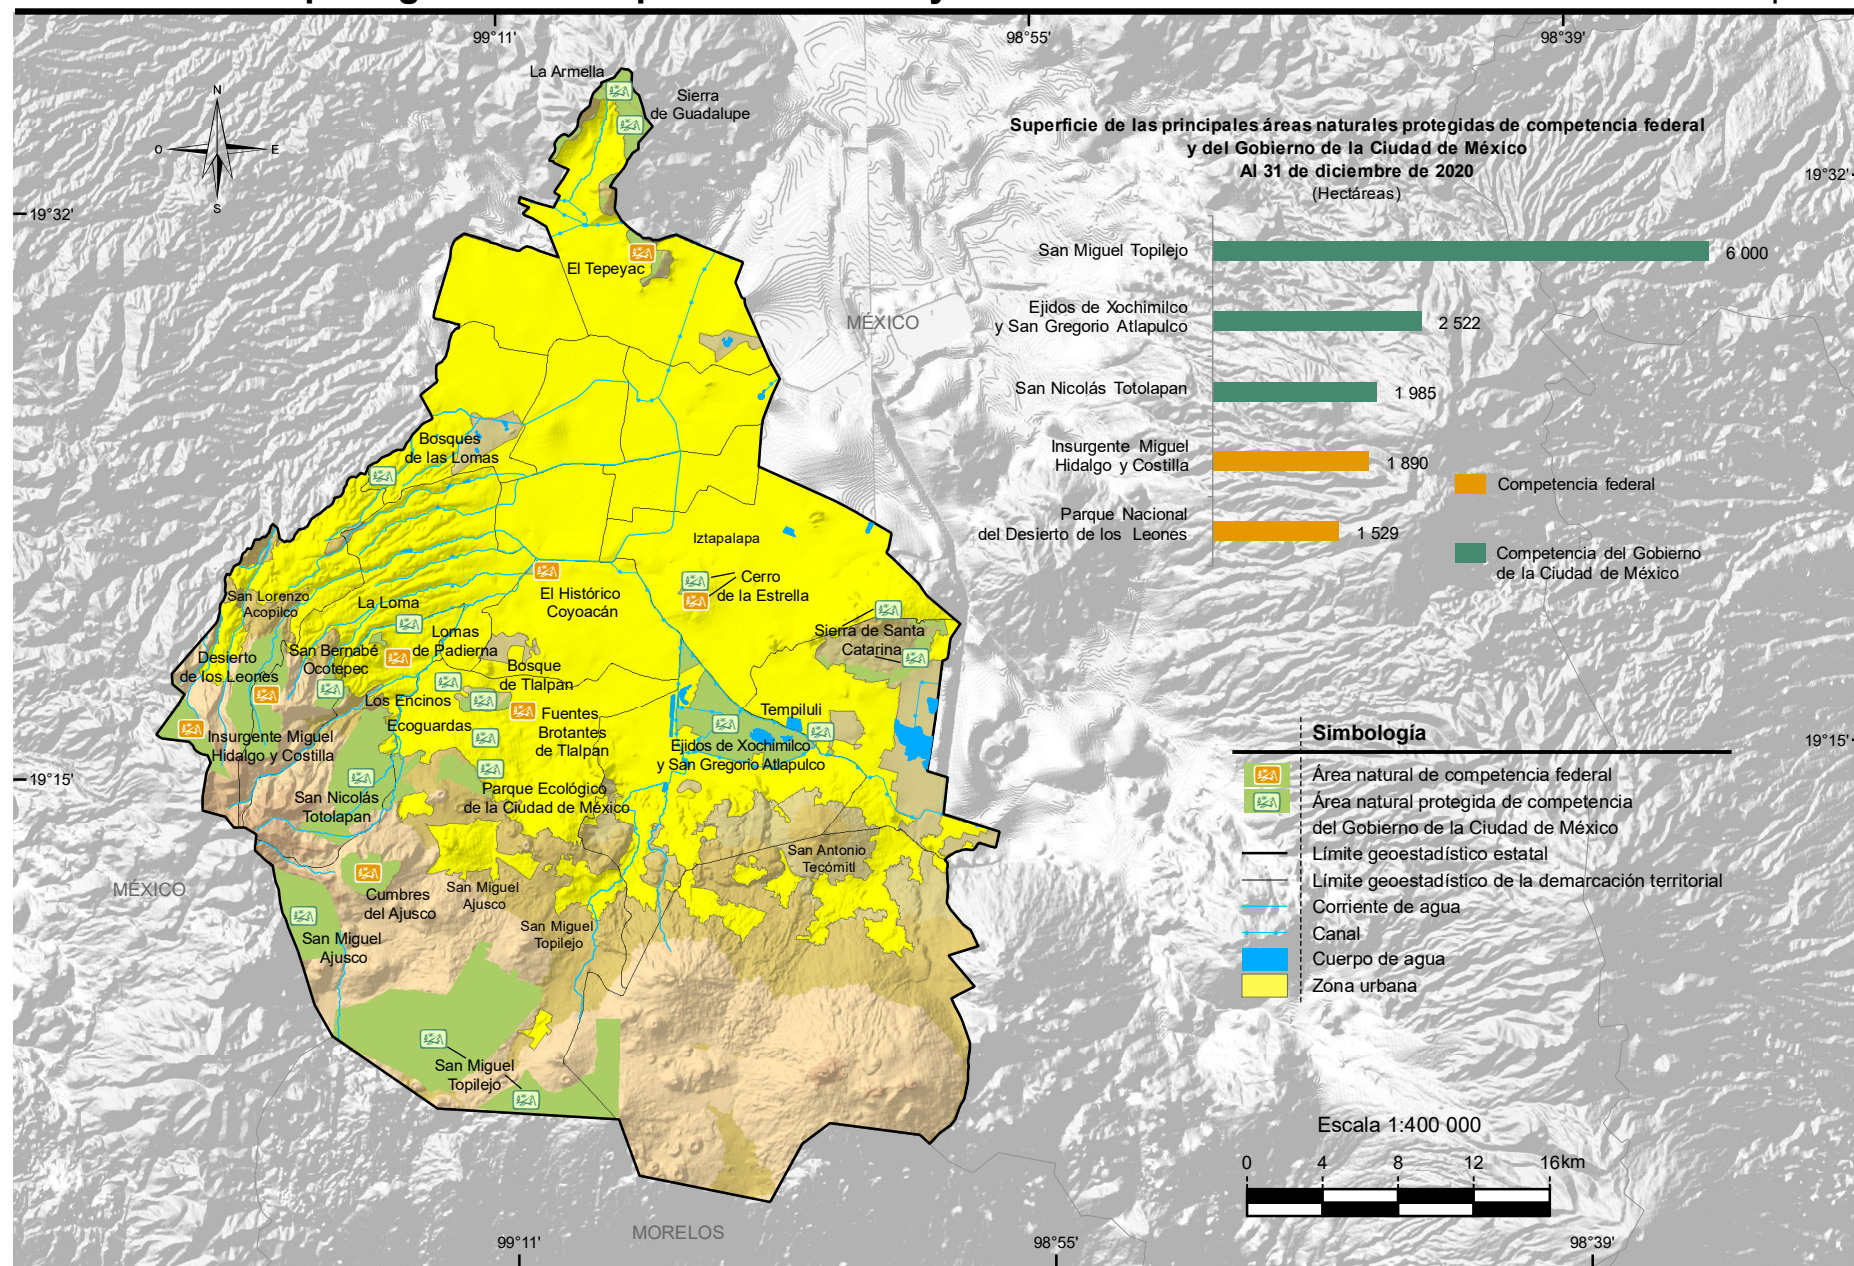 99°11'
98°55'
98°39'
La Armella
Sierra
de Guadalupe
N
O
E
S
Superficie de las principales áreas naturales protegidas de competencia federal
y del Gobierno de la Ciudad de México
Al 31 de diciembre de 2020
(Hectáreas)
19°32'
19°32'
San Miguel Topilejo
6 000
El Tepeyac
Ejidos de Xochimilco
y San Gregorio Atlapulco
2 522
MÉXICO
San Nicolás Totolapan
1 985
Bosques
de las Lomas
Insurgente Miguel
Hidalgo y Costilla
1 890
Competencia federal
Parque Nacional
del Desierto de los Leones
1 529
Competencia del Gobierno
de la Ciudad de México
Iztapalapa
Cerro
de la Estrella
El Histórico
Coyoacán
San Lorenzo
Acopilco
La Loma
Lomas
de Padierna
Sierra de Santa
Catarina
San Bernabé
Ocotepec
Desierto
de los Leones
Bosque
de Tlalpan
Los Encinos
Ecoguardas
Fuentes
Brotantes
de Tlalpan
Tempiluli
Insurgente Miguel
Hidalgo y Costilla
Ejidos de Xochimilco
y San Gregorio Atlapulco
19°15'
19°15'
San Nicolás
Totolapan
Parque Ecológico
de la Ciudad de México
San Antonio
Tecómitl
MÉXICO
Cumbres
del Ajusco
San Miguel
Ajusco
San Miguel
Topilejo
San Miguel
Ajusco
San Miguel
Topilejo
Simbología
Área natural de competencia federal
Área natural protegida de competencia
del Gobierno de la Ciudad de México
Límite geoestadístico estatal
Límite geoestadístico de la demarcación territorial
Corriente de agua
Canal
Cuerpo de agua
Zona urbana
Escala 1:400 000
0 4 8 12 16km
MORELOS
99°11'
98°55'
98°39'